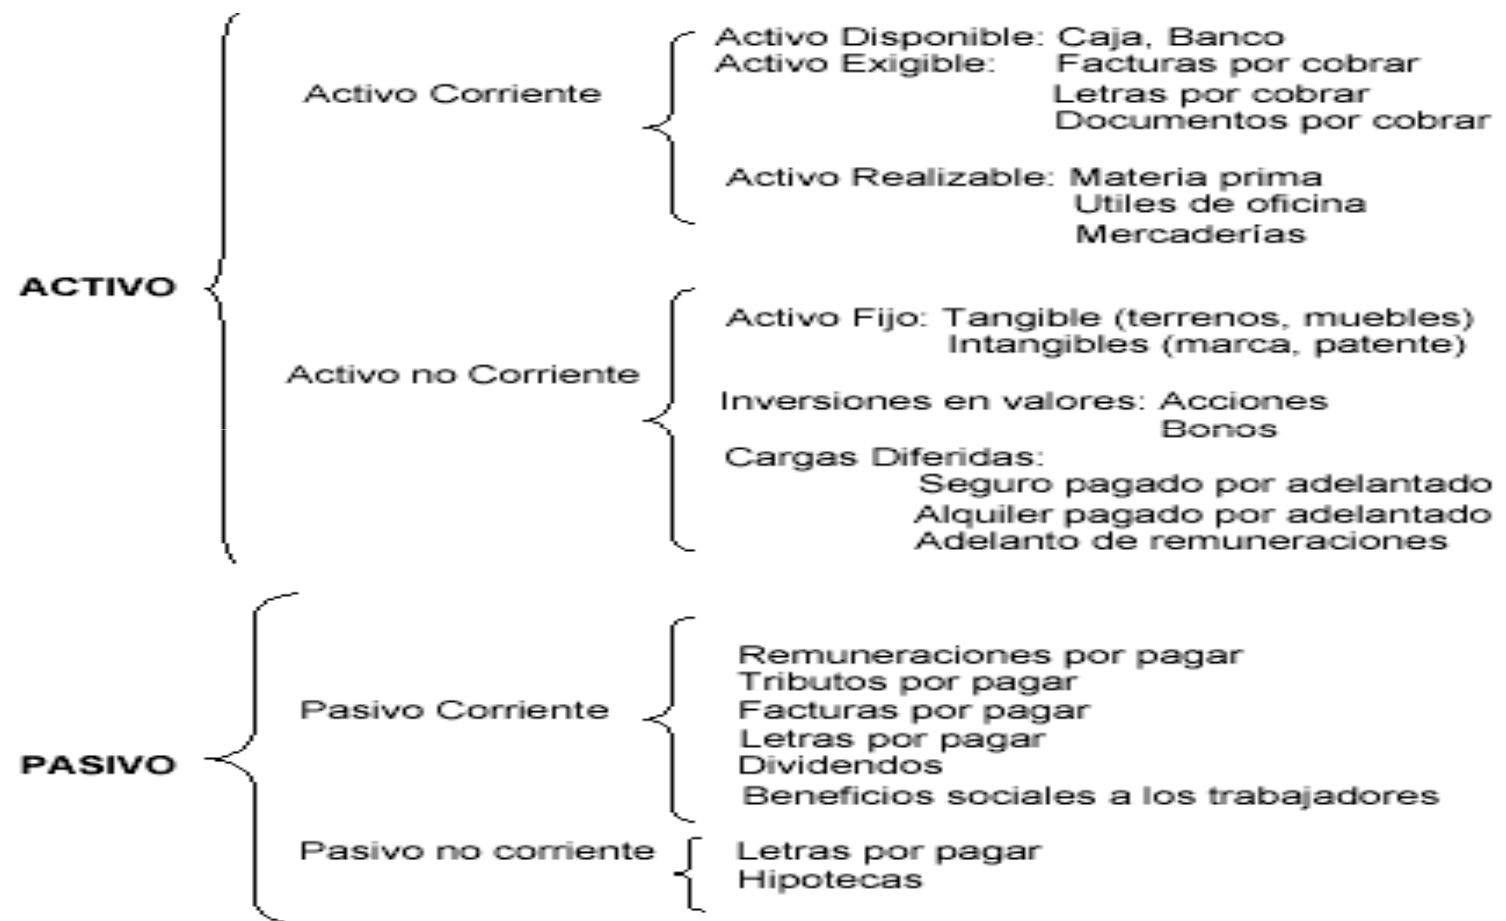 ACTIVO
Activo Corriente
Activo Disponible: Caja, Banco
Activo Exigible: Facturas por cobrar
Letras por cobrar
Documentos por cobrar
Activo Realizable: Materia prima
Utiles de oficina
Mercaderías
Activo no Corriente
Activo Fijo: Tangible (terrenos, muebles)
Intangibles (marca, patente)
Inversiones en valores: Acciones
Bonos
Cargas Diferidas:
Seguro pagado por adelantado
Alquiler pagado por adelantado
Adelanto de remuneraciones
PASIVO
Pasivo Corriente
Remuneraciones por pagar
Tributos por pagar
Facturas por pagar
Letras por pagar
Dividendos
Beneficios sociales a los trabajadores
Pasivo no corriente
Letras por pagar
Hipotecas